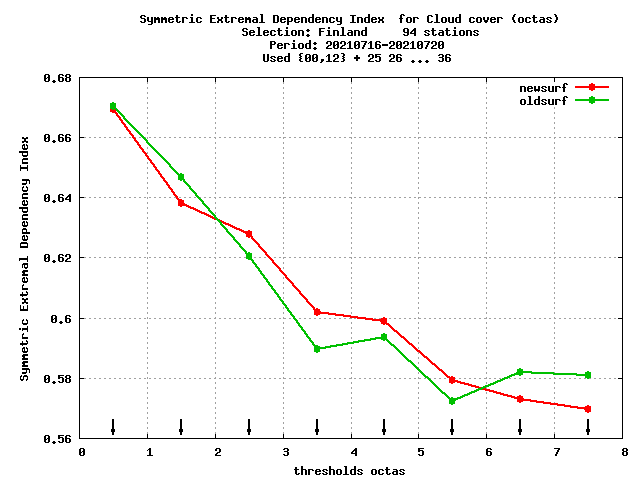 Symmetric Extremal Dependency Index  for Cloud cover (octas)
Selection: Finland     94 stations
Period: 20210716-20210720
Used {00,12} + 25 26 ... 36
newsurf
oldsurf
Symmetric Extremal Dependency Index
0.68
0.66
0.64
0.62
0.6
0.58
0.56
0 1 2 3 4 5 6 7 8
thresholds octas